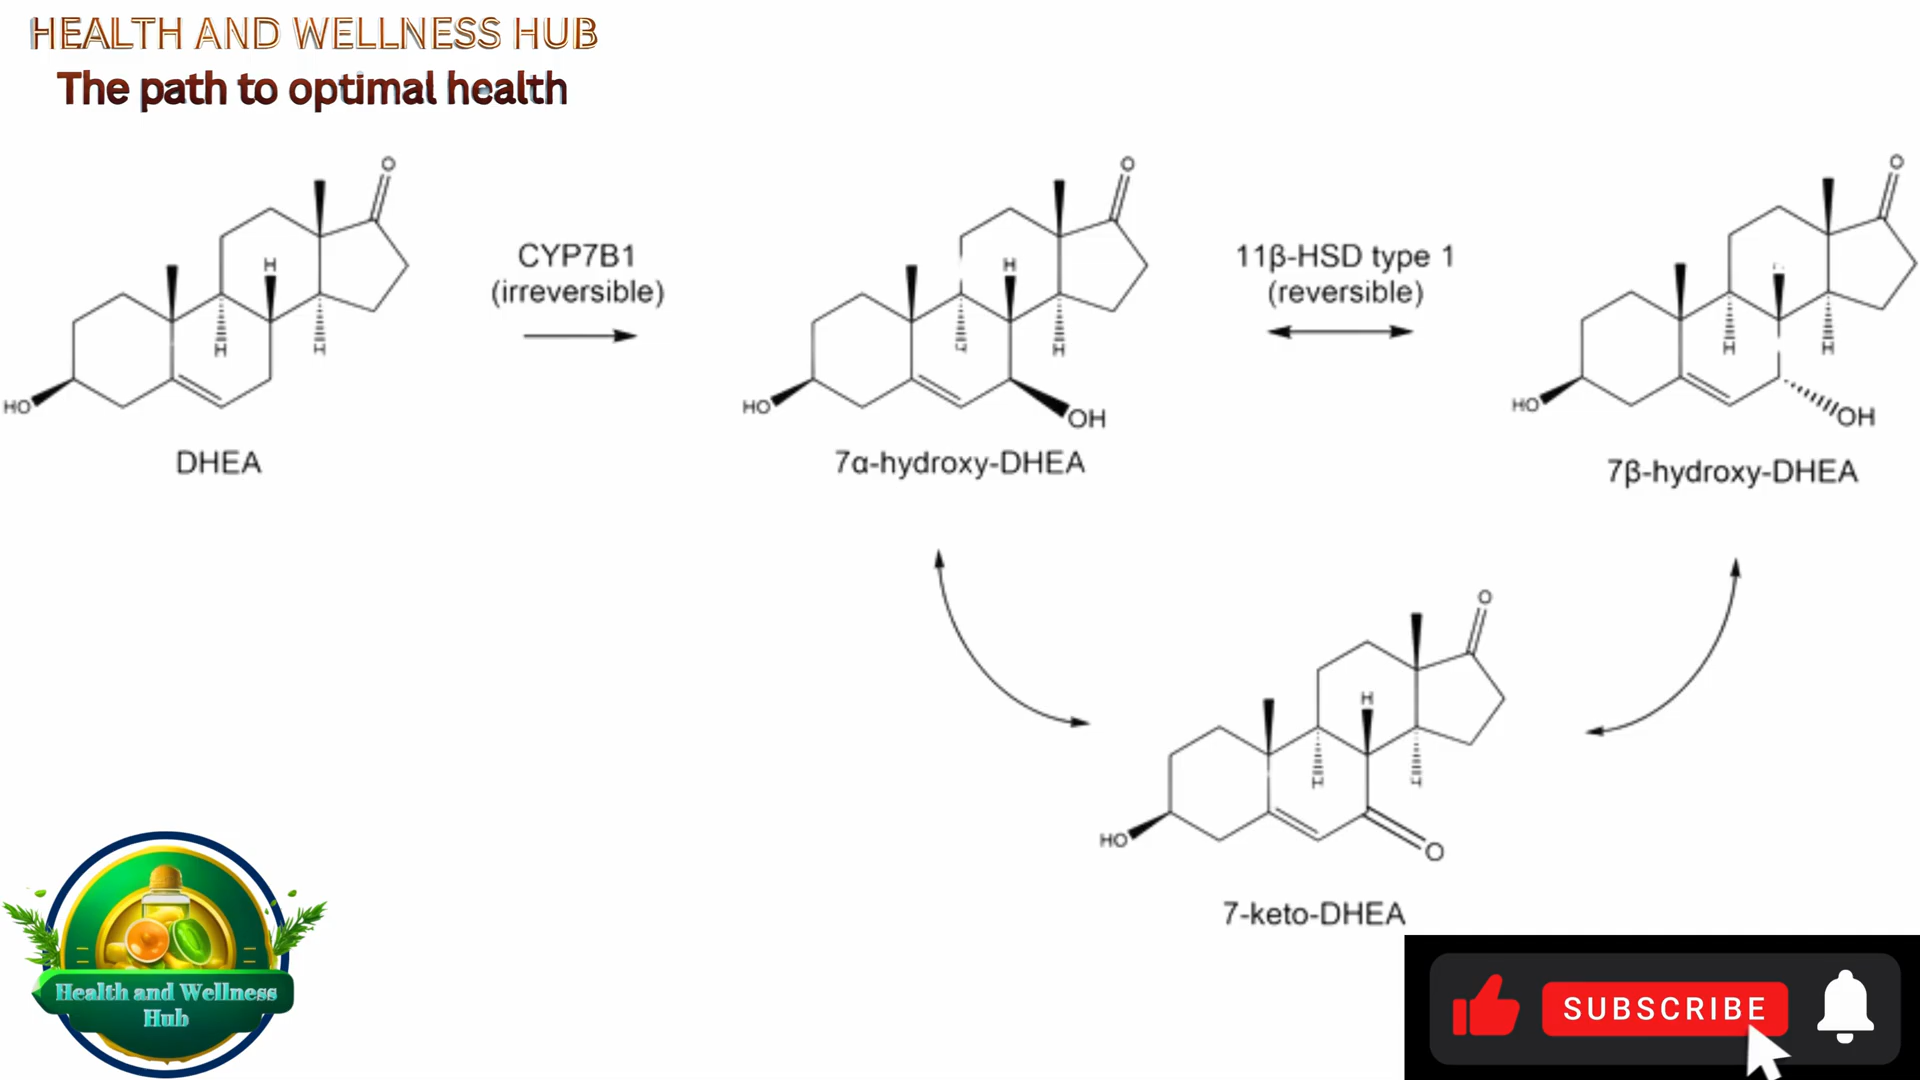 HEALTH AND WELLNESS HUB
The path to optimal health
O
H
H
H
HO
DHEA
CYP7B1
(irreversible)
O
H
H
HO
OH
7α-hydroxy-DHEA
11β-HSD type 1
(reversible)
O
H
H
HO
OH
7β-hydroxy-DHEA
O
H
H
H
HO
O
7-keto-DHEA
Health and Wellness
Hub
SUBSCRIBE